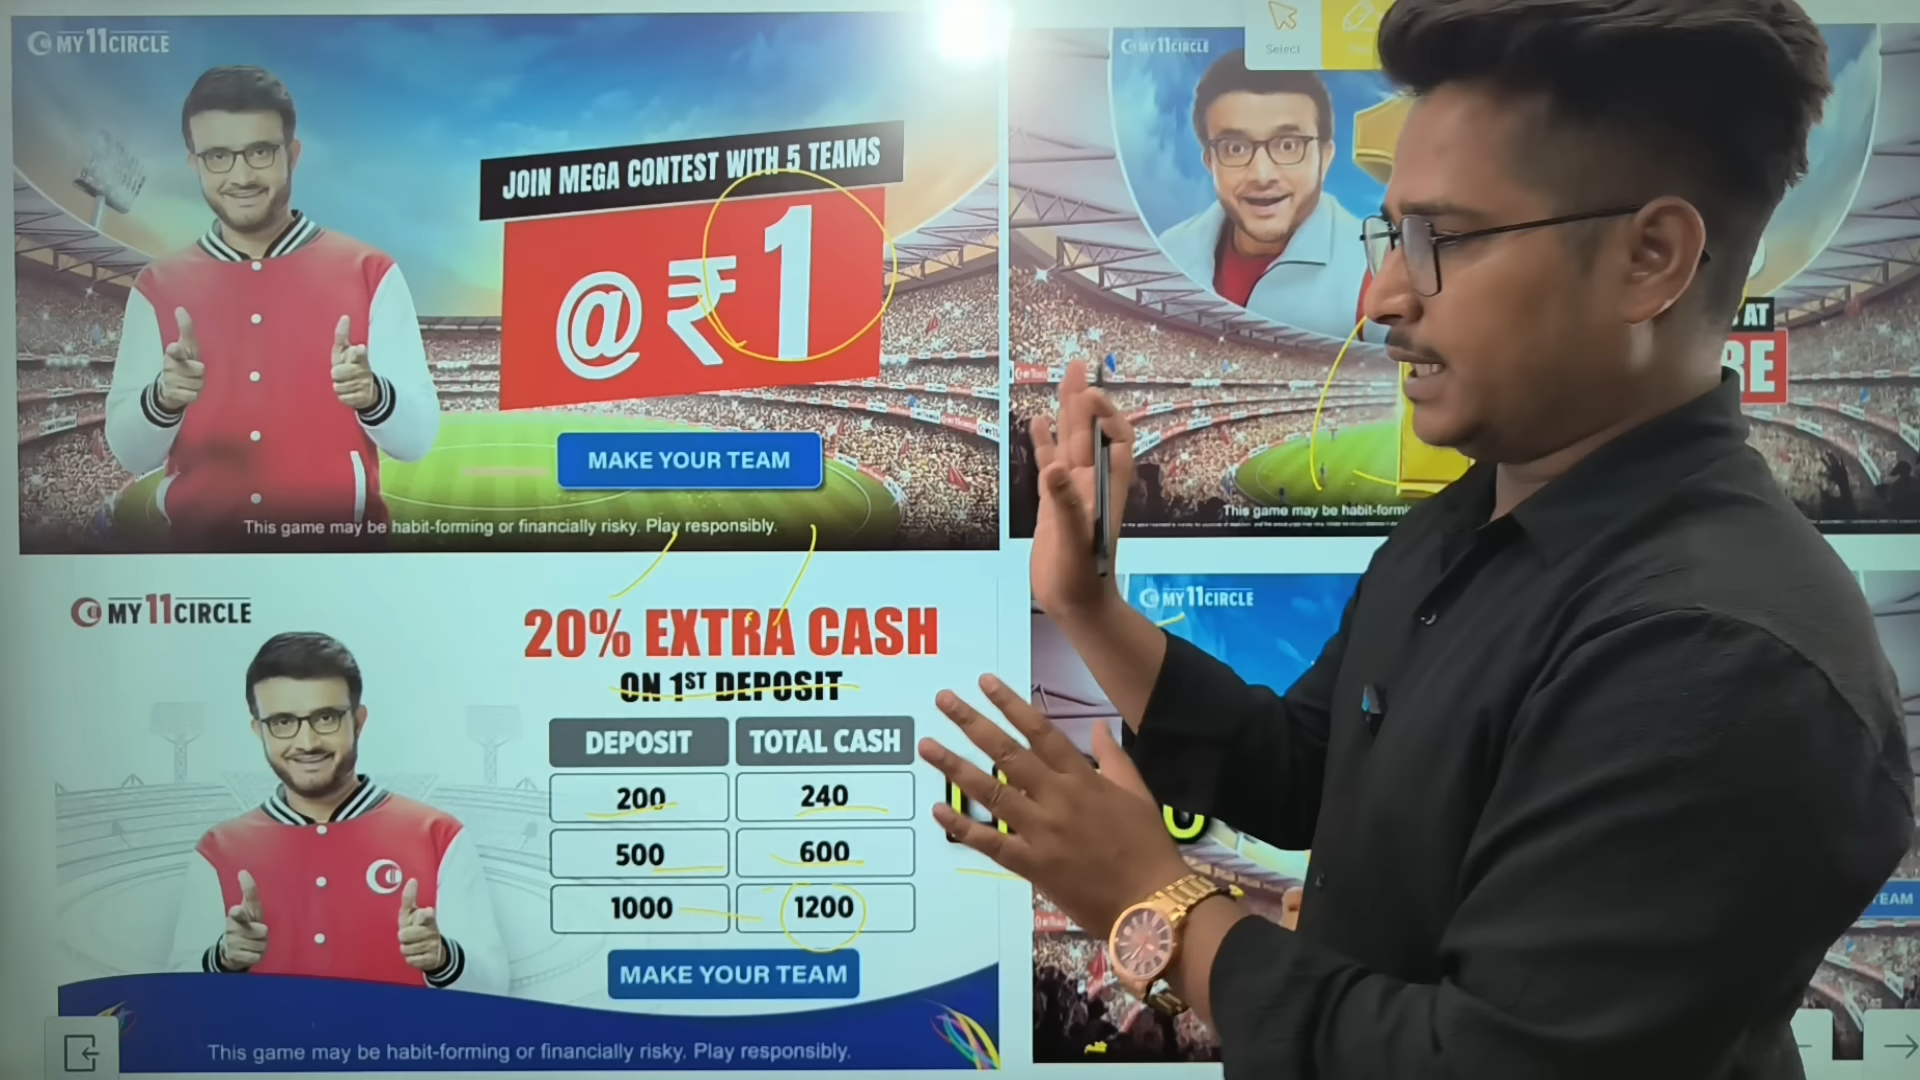 MY11CIRCLE
JOIN MEGA CONTEST WITH 5 TEAMS
@ ₹1
MAKE YOUR TEAM
This game may be habit-forming or financially risky. Play responsibly.
MY11CIRCLE
Select
AT
RE
This game may be habit-formi
MY11CIRCLE
20% EXTRA CASH
ON 1ST DEPOSIT
DEPOSIT TOTAL CASH
200 240
500 600
1000 1200
MAKE YOUR TEAM
This game may be habit-forming or financially risky. Play responsibly.
MY11CIRCLE
TEAM